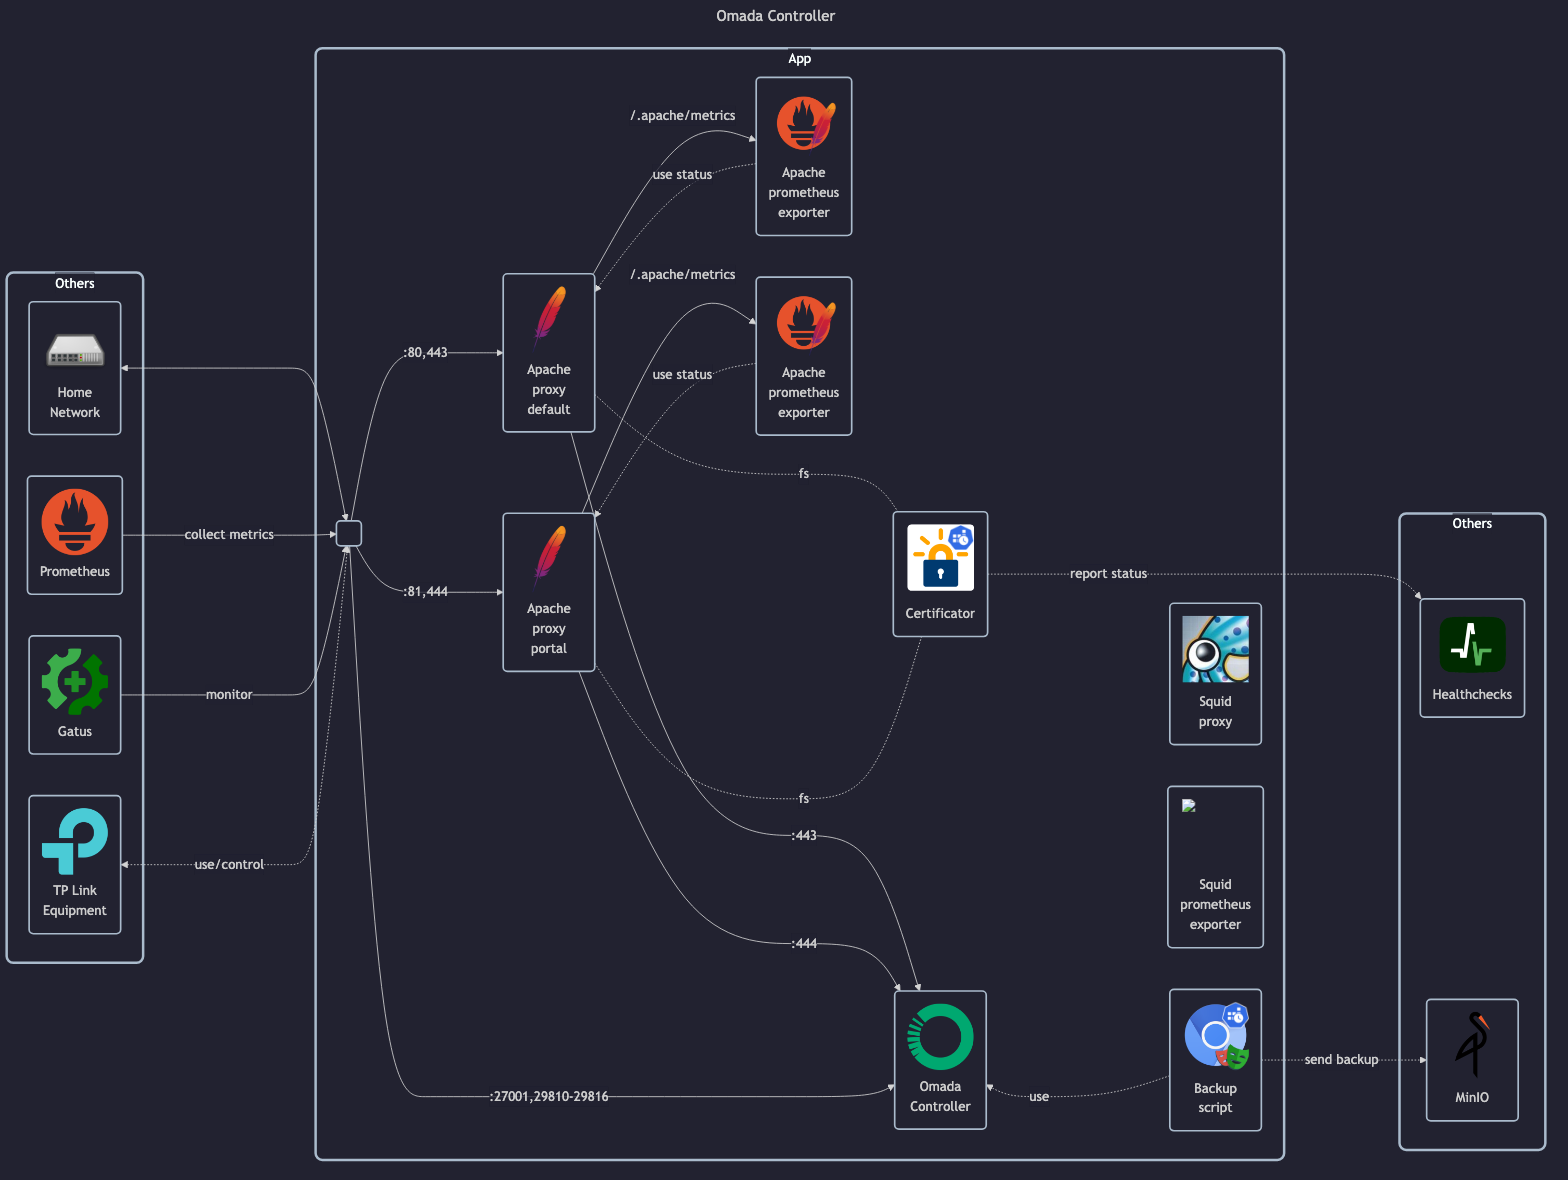 Omada Controller
App
/.apache/metrics
use status
Apache
prometheus
exporter
/.apache/metrics
use status
Apache
prometheus
exporter
Others
Home
Network
Prometheus
collect metrics
Gatus
monitor
TP Link
Equipment
use/control
:80,443
Apache
proxy
default
:81,444
Apache
proxy
portal
fs
Certificator
report status
fs
:443
:444
:27001,29810-29816
Omada
Controller
use
Squid
proxy
Squid
prometheus
exporter
Backup
script
send backup
Others
Healthchecks
MinIO